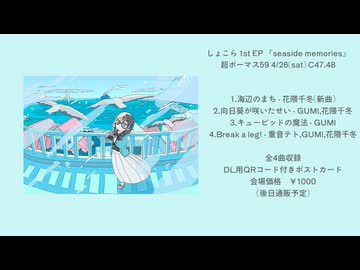 しょこら 1st EP 「seaside memories」
超ボーマス59 4/26(sat) C47.48
1.海辺のまち - 花隈千冬(新曲)
2.向日葵が咲いたせい - GUMI,花隈千冬
3.キューピッドの魔法 - GUMI
4.Break a leg! - 重音テト,GUMI,花隈千冬
全4曲収録
DL用QRコード付きポストカード
会場価格　￥1000
（後日通販予定）